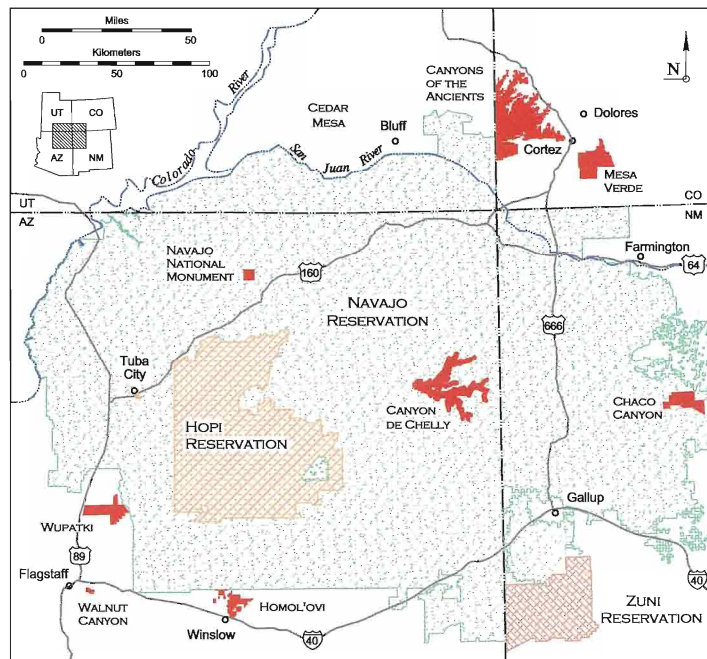 Miles
0
50
Kilometers
0
50
100
UT
CO
AZ
NM
Colorado
River
CEDAR
MESA
Bluff
San
Juan
River
CANYONS
OF THE
ANCIENTS
N
Dolores
Cortez
MESA
VERDE
UT
AZ
CO
NM
NAVAJO
NATIONAL
MONUMENT
160
Farmington
64
NAVAJO
RESERVATION
666
Tuba
City
CANYON
DE CHELLY
CHACO
CANYON
HOPI
RESERVATION
WUPATKI
Gallup
89
Flagstaff
WALNUT
CANYON
HOMOL'OVI
Winslow
40
ZUNI
RESERVATION
40